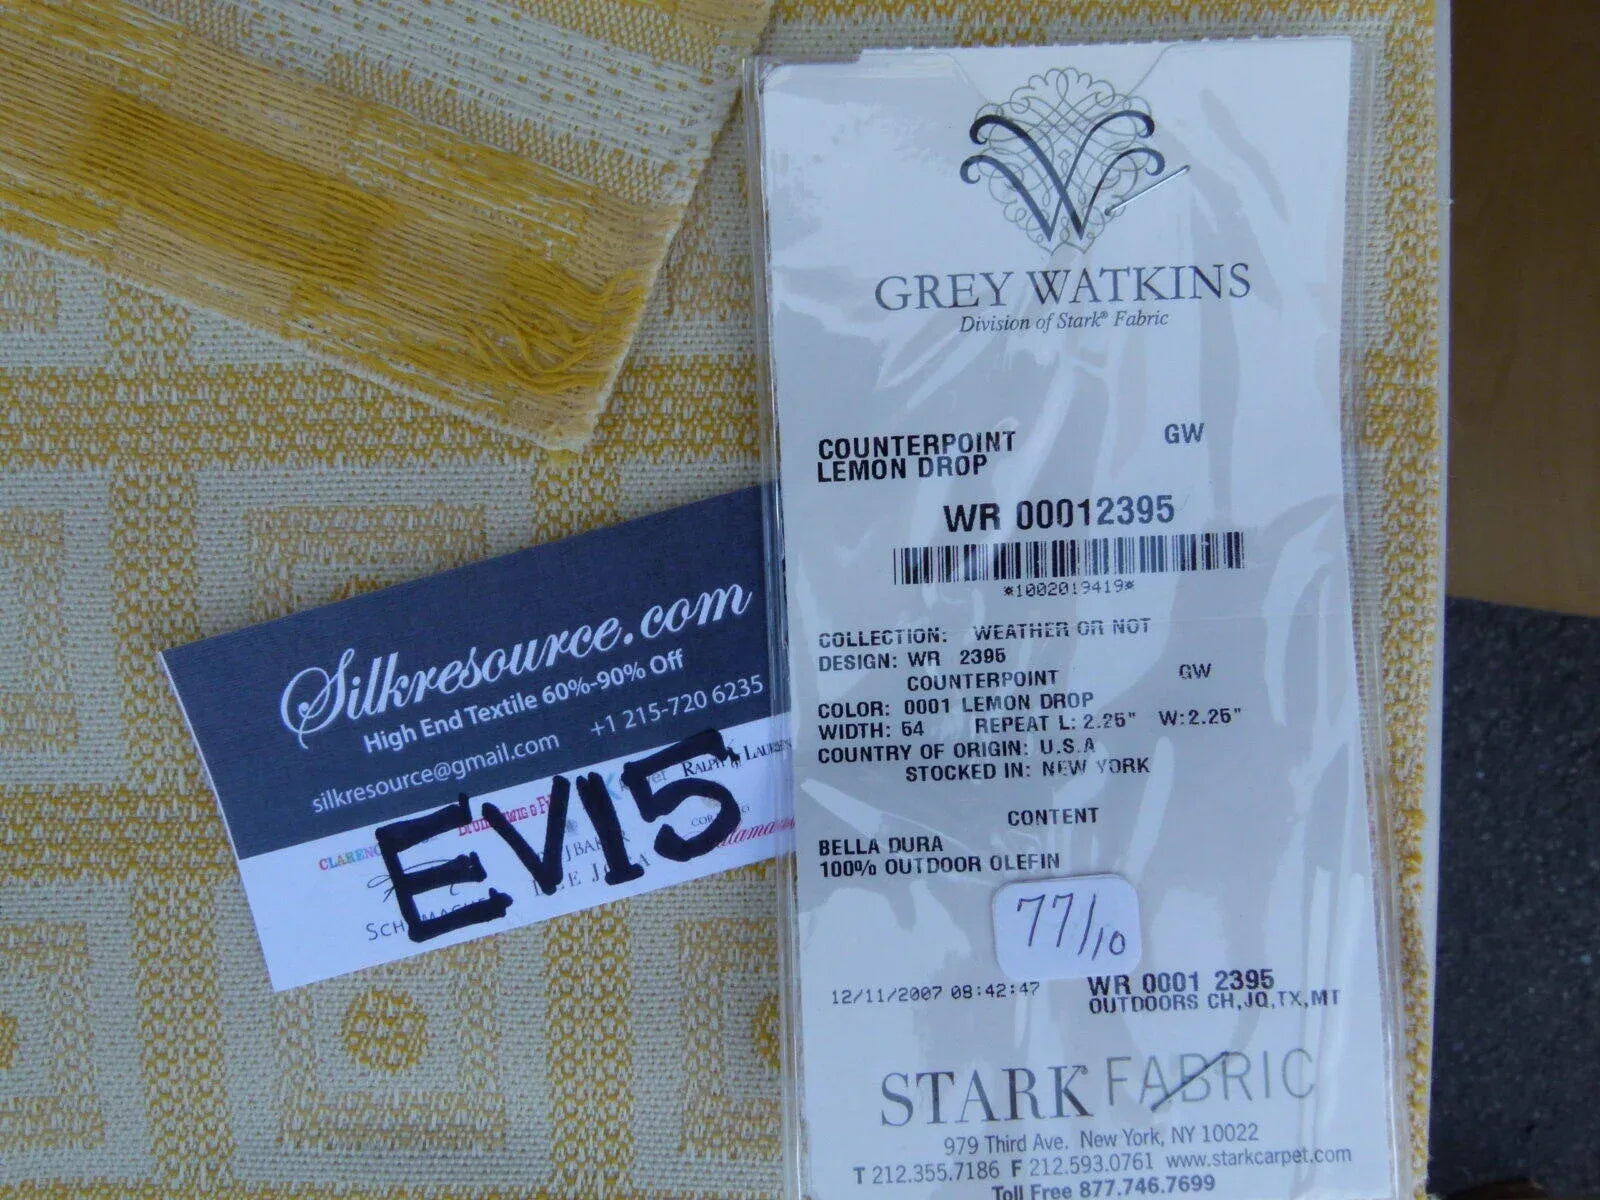 GREY WATKINS
Division of Stark® Fabric
COUNTERPOINT GW
LEMON DROP
WR 00012395
*1002019419*
COLLECTION: WEATHER OR NOT
DESIGN: WR 2395
COUNTERPOINT GW
COLOR: 0001 LEMON DROP
WIDTH: 54 REPEAT L: 2.25" W: 2.25"
COUNTRY OF ORIGIN: U.S.A
STOCKED IN: NEW YORK
CONTENT
BELLA DURA
100% OUTDOOR OLEFIN
77/10
12/11/2007 08:42:47 WR 0001 2395
OUTDOORS CH,JQ,TX,MT
STARK FABRIC
979 Third Ave. New York, NY 10022
T 212.355.7186 F 212.593.0761 www.starkcarpet.com
Toll Free 877.746.7699
Silkresource.com
High End Textile 60%-90% Off
silkresource@gmail.com +1 215-720 6235
EV15
RALPH LAUREN